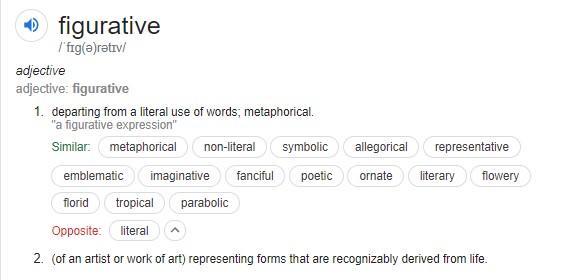 figurative
/ˈfɪɡ(ə)rətɪv/
adjective
adjective: figurative
1. departing from a literal use of words; metaphorical.
"a figurative expression"
Similar: metaphorical non-literal symbolic allegorical representative
emblematic imaginative fanciful poetic ornate literary flowery
florid tropical parabolic
Opposite: literal
2. (of an artist or work of art) representing forms that are recognizably derived from life.